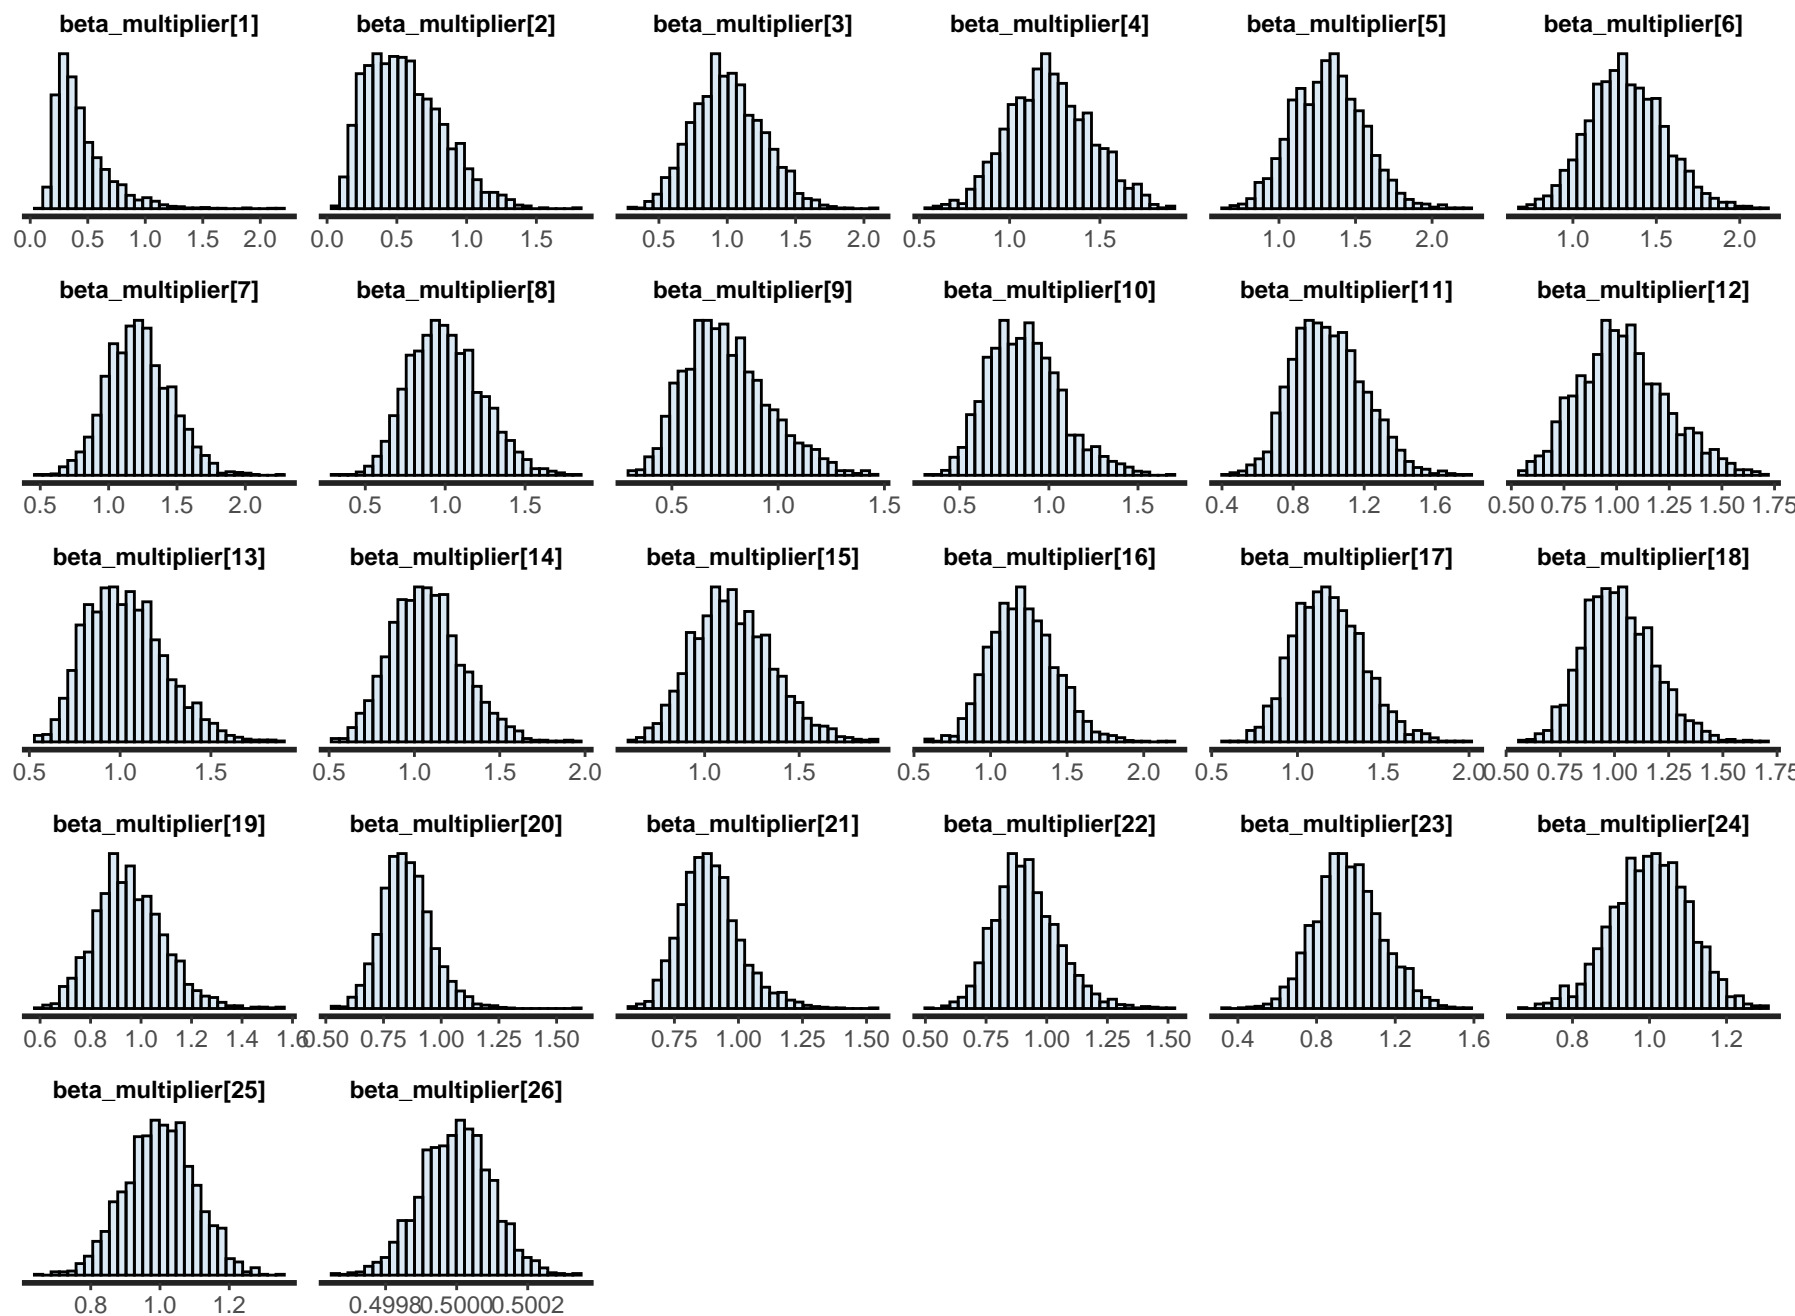 beta_multiplier[1] beta_multiplier[2] beta_multiplier[3] beta_multiplier[4] beta_multiplier[5] beta_multiplier[6]
0.0 0.5 1.0 1.5 2.0 0.0 0.5 1.0 1.5 0.5 1.0 1.5 2.0 0.5 1.0 1.5 1.0 1.5 2.0 1.0 1.5 2.0
beta_multiplier[7] beta_multiplier[8] beta_multiplier[9] beta_multiplier[10] beta_multiplier[11] beta_multiplier[12]
0.5 1.0 1.5 2.0 0.5 1.0 1.5 0.5 1.0 1.5 0.5 1.0 1.5 0.4 0.8 1.2 1.6 0.50 0.75 1.00 1.25 1.50 1.75
beta_multiplier[13] beta_multiplier[14] beta_multiplier[15] beta_multiplier[16] beta_multiplier[17] beta_multiplier[18]
0.5 1.0 1.5 0.5 1.0 1.5 2.0 1.0 1.5 0.5 1.0 1.5 2.0 0.5 1.0 1.5 2.0 0.50 0.75 1.00 1.25 1.50 1.75
beta_multiplier[19] beta_multiplier[20] beta_multiplier[21] beta_multiplier[22] beta_multiplier[23] beta_multiplier[24]
0.6 0.8 1.0 1.2 1.4 1.6 0.50 0.75 1.00 1.25 1.50 0.75 1.00 1.25 1.50 0.50 0.75 1.00 1.25 1.50 0.4 0.8 1.2 1.6 0.8 1.0 1.2
beta_multiplier[25] beta_multiplier[26]
0.8 1.0 1.2 0.4998 0.5000 0.5002